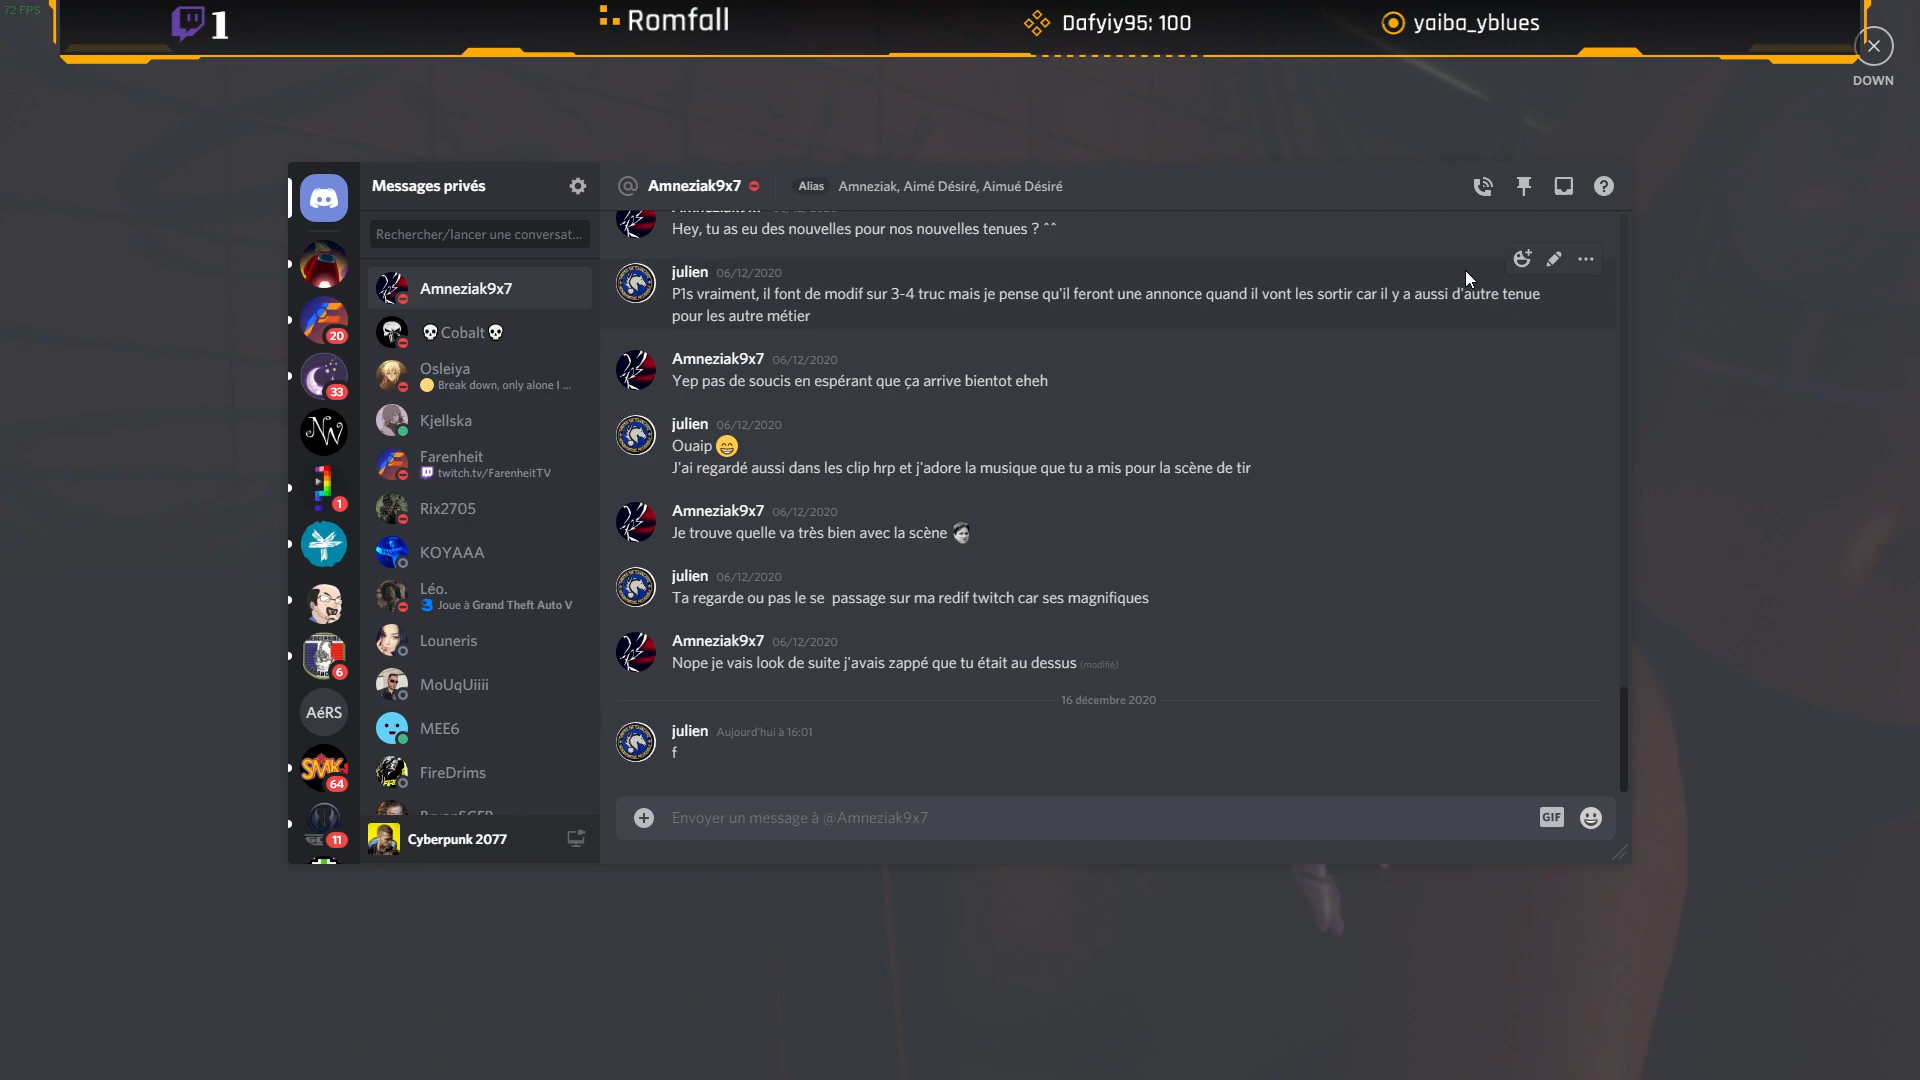 72 FPS
1
Romfall
Dafyiy95: 100
yaiba_yblues
DOWN
Messages privés
Amneziak9x7
Alias
Amneziak, Aimé Désiré, Aimué Désiré
Rechercher/lancer une conversat...
Amneziak9x7
💀Cobalt💀
Osleiya
Break down, only alone I ...
Kjellska
Farenheit
twitch.tv/FarenheitTV
Rix2705
KOYAAA
Léo.
Joue à Grand Theft Auto V
Louneris
MoUqUiiii
MEE6
FireDrims
Cyberpunk 2077
20
33
NW
1
6
AéRS
SMAK
64
11
Hey, tu as eu des nouvelles pour nos nouvelles tenues ? ^^
julien 06/12/2020
P1s vraiment, il font de modif sur 3-4 truc mais je pense qu'il feront une annonce quand il vont les sortir car il y a aussi d'autre tenue
pour les autre métier
Amneziak9x7 06/12/2020
Yep pas de soucis en espérant que ça arrive bientot eheh
julien 06/12/2020
Ouaip 😁
J'ai regardé aussi dans les clip hrp et j'adore la musique que tu a mis pour la scène de tir
Amneziak9x7 06/12/2020
Je trouve quelle va très bien avec la scène
julien 06/12/2020
Ta regarde ou pas le se passage sur ma redif twitch car ses magnifiques
Amneziak9x7 06/12/2020
Nope je vais look de suite j'avais zappé que tu était au dessus (modifié)
16 décembre 2020
julien Aujourd'hui à 16:01
f
Envoyer un message à @Amneziak9x7
GIF